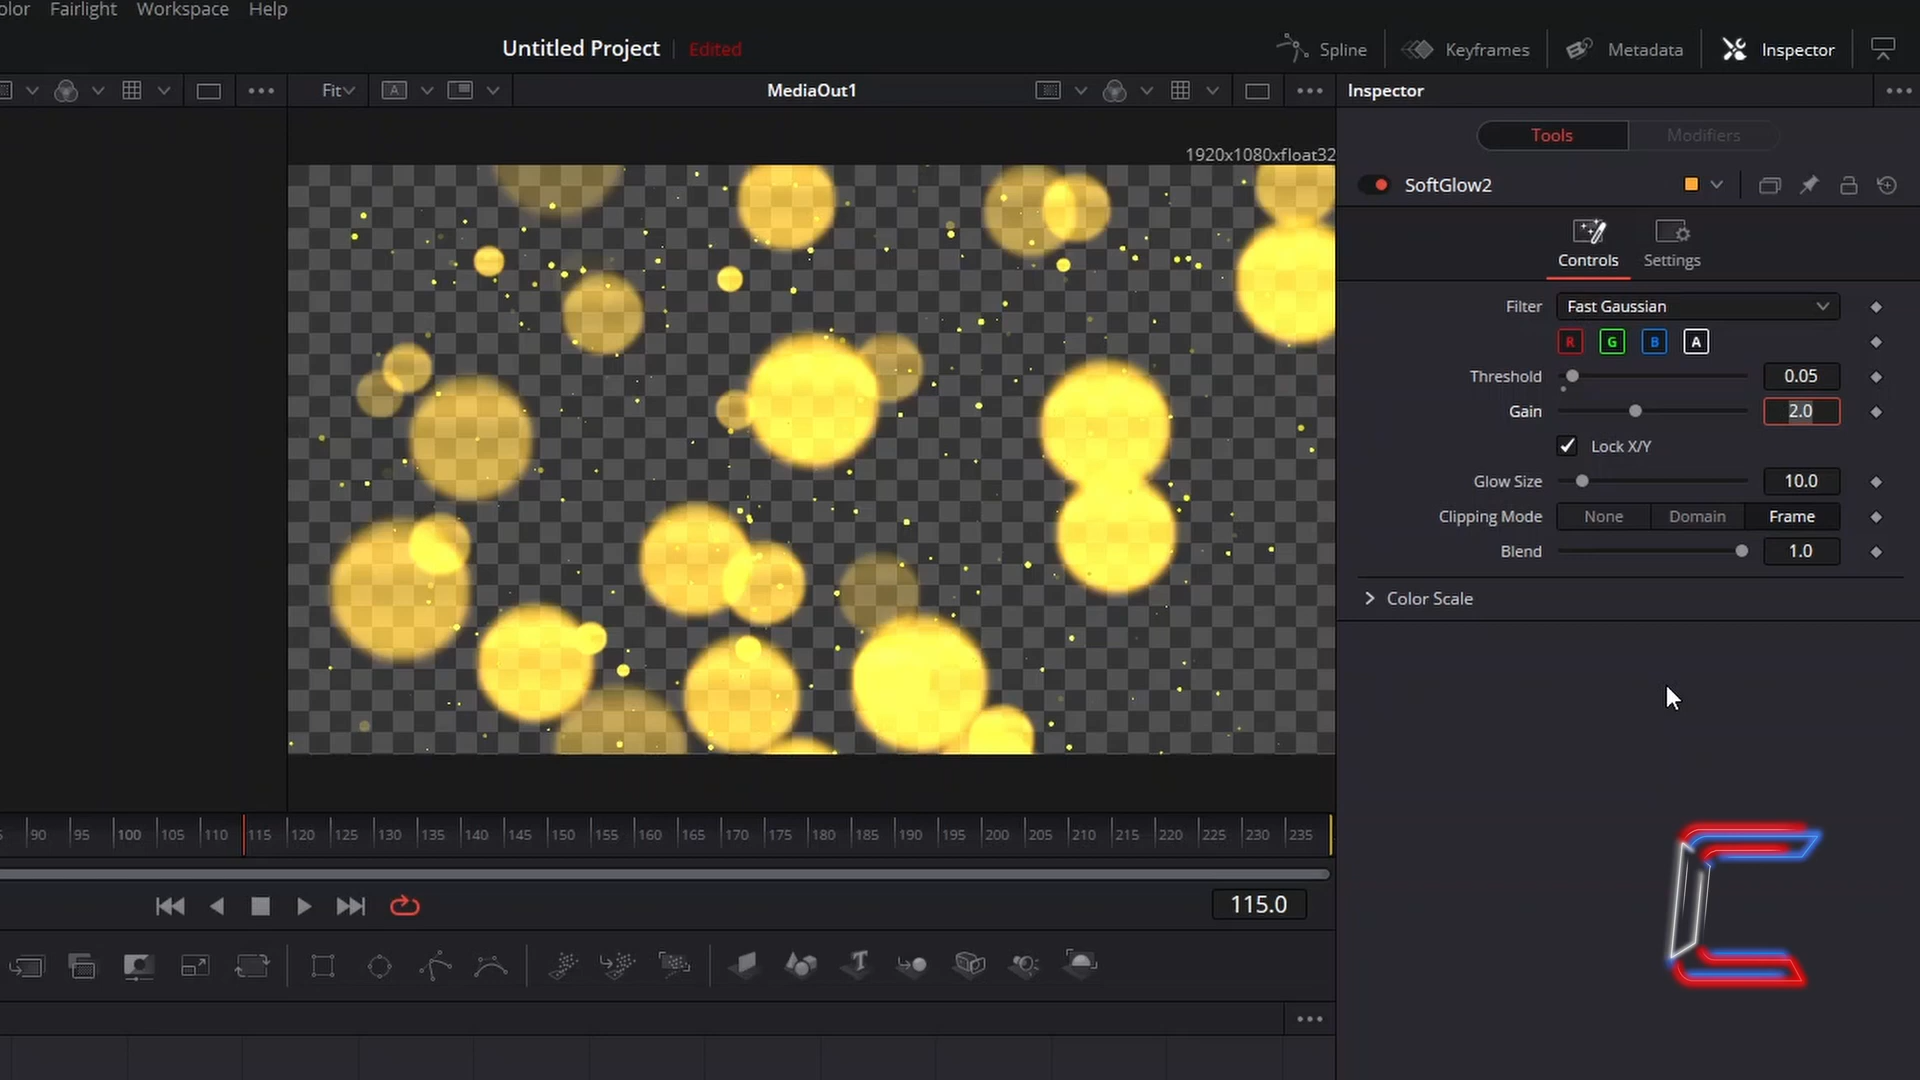 olor Fairlight Workspace Help
Untitled Project Edited Spline Keyframes Metadata Inspector
Fit A MediaOut1 Inspector
Tools Modifiers
1920x1080xfloat32
SoftGlow2
Controls Settings
Filter Fast Gaussian
R G B A
Threshold 0.05
Gain 2.0
Lock X/Y
Glow Size 10.0
Clipping Mode None Domain Frame
Blend 1.0
Color Scale
90 95 100 105 110 115 120 125 130 135 140 145 150 155 160 165 170 175 180 185 190 195 200 205 210 215 220 225 230 235
115.0
T